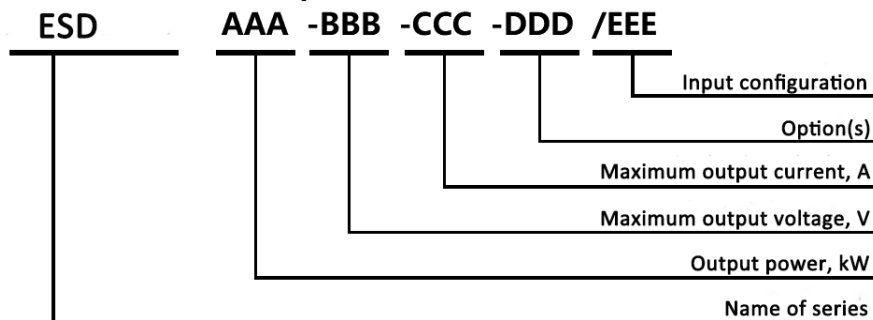 ESD AAA -BBB -CCC -DDD /EEE
Input configuration
Option(s)
Maximum output current, A
Maximum output voltage, V
Output power, kW
Name of series